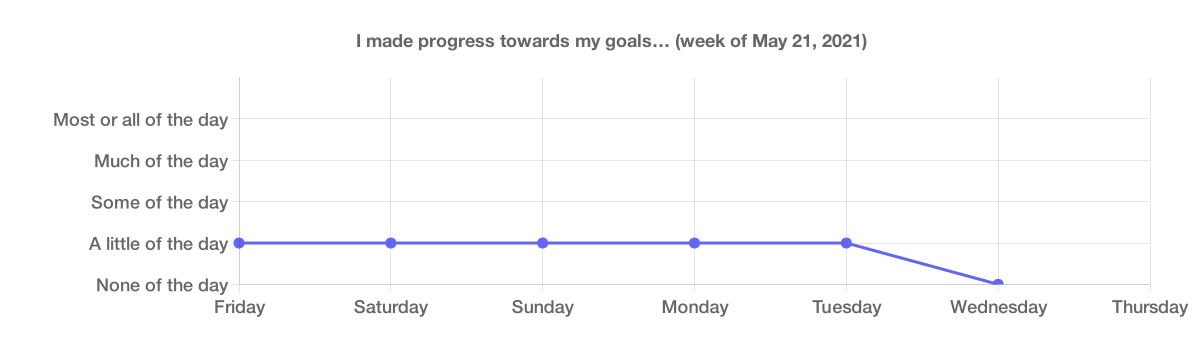 I made progress towards my goals… (week of May 21, 2021)
Most or all of the day
Much of the day
Some of the day
A little of the day
None of the day
Friday Saturday Sunday Monday Tuesday Wednesday Thursday